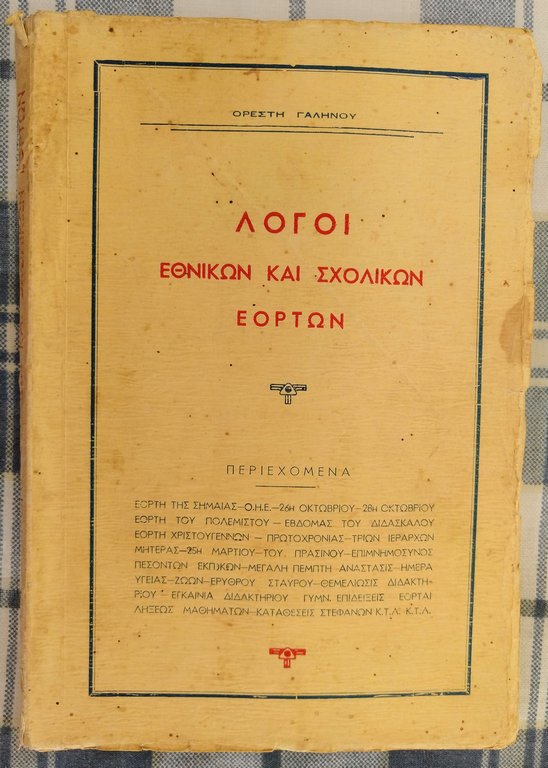 ΟΡΕΣΤΗ ΓΑΛΗΝΟΥ
ΛΟΓΟΙ
ΕΘΝΙΚΩΝ ΚΑΙ ΣΧΟΛΙΚΩΝ
ΕΟΡΤΩΝ
ΠΕΡΙΕΧΟΜΕΝΑ
ΕΟΡΤΗ ΤΗΣ ΣΗΜΑΙΑΣ—Ο.Η.Ε.—26Η ΟΚΤΩΒΡΙΟΥ—28Η ΟΚΤΩΒΡΙΟΥ
ΕΟΡΤΗ ΤΟΥ ΠΟΛΕΜΙΣΤΟΥ—ΕΒΔΟΜΑΣ ΤΟΥ ΔΙΔΑΣΚΑΛΟΥ
ΕΟΡΤΗ ΧΡΙΣΤΟΥΓΕΝΝΩΝ—ΠΡΩΤΟΧΡΟΝΙΑΣ—ΤΡΙΩΝ ΙΕΡΑΡΧΩΝ
ΜΗΤΕΡΑΣ—25Η ΜΑΡΤΙΟΥ—ΤΟΥ ΠΡΑΣΙΝΟΥ—ΕΠΙΜΝΗΜΟΣΥΝΟΣ
ΠΕΣΟΝΤΩΝ ΕΚΠ)ΚΩΝ—ΜΕΓΑΛΗ ΠΕΜΠΤΗ ΑΝΑΣΤΑΣΙΣ—ΗΜΕΡΑ
ΥΓΕΙΑΣ—ΖΩΩΝ—ΕΡΥΘΡΟΥ ΣΤΑΥΡΟΥ—ΘΕΜΕΛΙΩΣΙΣ ΔΙΔΑΚΤΗ-
ΡΙΟΥ ΕΓΚΑΙΝΙΑ ΔΙΔΑΚΤΗΡΙΟΥ ΓΥΜΝ. ΕΠΙΔΕΙΞΕΙΣ ΕΟΡΤΑΙ
ΛΗΞΕΩΣ ΜΑΘΗΜΑΤΩΝ—ΚΑΤΑΘΕΣΕΙΣ ΣΤΕΦΑΝΩΝ Κ.Τ.Λ. Κ.Τ.Λ.